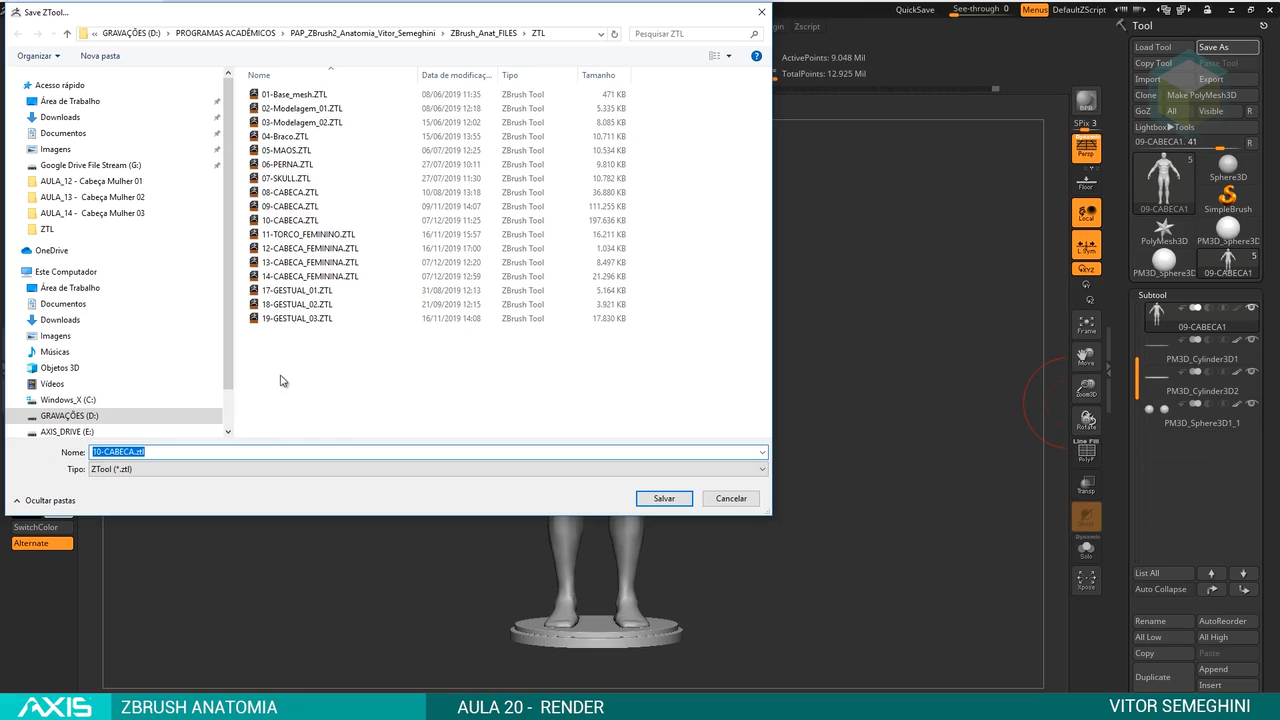 Save ZTool...
QuickSave
See-through 0
Menus
DefaultZScript
« GRAVAÇÕES (D:) > PROGRAMAS ACADÊMICOS > PAP_ZBrush2_Anatomia_Vitor_Semeghini > ZBrush_Anat_FILES > ZTL
Pesquisar ZTL
Zscript
Tool
Organizar
Nova pasta
Load Tool
Save As
Copy Tool
Paste Tool
Import
Export
Clone
Make PolyMesh3D
GoZ
All
Visible
R
Lightbox▶Tools
09-CABECA1. 41
R
ActivePoints: 9.048 Mil
TotalPoints: 12.925 Mil
Nome
Data de modificaç...
Tipo
Tamanho
01-Base_mesh.ZTL 08/06/2019 11:35 ZBrush Tool 471 KB
02-Modelagem_01.ZTL 08/06/2019 12:18 ZBrush Tool 5.335 KB
03-Modelagem_02.ZTL 15/06/2019 12:02 ZBrush Tool 8.085 KB
04-Braco.ZTL 15/06/2019 13:55 ZBrush Tool 10.711 KB
05-MAOS.ZTL 06/07/2019 12:25 ZBrush Tool 10.534 KB
06-PERNA.ZTL 27/07/2019 10:11 ZBrush Tool 9.810 KB
07-SKULL.ZTL 27/07/2019 11:30 ZBrush Tool 10.782 KB
08-CABECA.ZTL 10/08/2019 13:18 ZBrush Tool 36.880 KB
09-CABECA.ZTL 09/11/2019 14:07 ZBrush Tool 111.255 KB
10-CABECA.ZTL 07/12/2019 11:25 ZBrush Tool 197.636 KB
11-TORCO_FEMININO.ZTL 16/11/2019 15:57 ZBrush Tool 16.211 KB
12-CABECA_FEMININA.ZTL 16/11/2019 17:00 ZBrush Tool 1.034 KB
13-CABECA_FEMININA.ZTL 07/12/2019 12:20 ZBrush Tool 8.497 KB
14-CABECA_FEMININA.ZTL 07/12/2019 12:59 ZBrush Tool 21.296 KB
17-GESTUAL_01.ZTL 31/08/2019 12:13 ZBrush Tool 5.164 KB
18-GESTUAL_02.ZTL 21/09/2019 12:15 ZBrush Tool 3.921 KB
19-GESTUAL_03.ZTL 16/11/2019 14:08 ZBrush Tool 17.830 KB
Acesso rápido
Área de Trabalho
Downloads
Documentos
Imagens
Google Drive File Stream (G:)
AULA_12 - Cabeça Mulher 01
AULA_13 - Cabeça Mulher 02
AULA_14 - Cabeça Mulher 03
ZTL
OneDrive
Este Computador
Área de Trabalho
Documentos
Downloads
Imagens
Músicas
Objetos 3D
Vídeos
Windows_X (C:)
GRAVAÇÕES (D:)
AXIS_DRIVE (E:)
Nome: 10-CABECA.ztl
Tipo: ZTool (*.ztl)
Ocultar pastas
Salvar
Cancelar
SwitchColor
Alternate
BPR
SPix 3
Dynamic
Persp
Floor
Local
L.Sym
XYZ
Frame
Move
Zoom3D
Rotate
Line Fill
PolyF
Transp
Dynamic
Solo
Xpose
5
09-CABECA1
Sphere3D
SimpleBrush
PolyMesh3D
PM3D_Sphere3D
5
PM3D_Sphere3D
09-CABECA1
Subtool
09-CABECA1
PM3D_Cylinder3D1
PM3D_Cylinder3D2
PM3D_Sphere3D1_1
List All
Auto Collapse
Rename
AutoReorder
All Low
All High
Copy
Paste
Duplicate
Append
Insert
AXIS
ZBRUSH ANATOMIA
AULA 20 - RENDER
VITOR SEMEGHINI